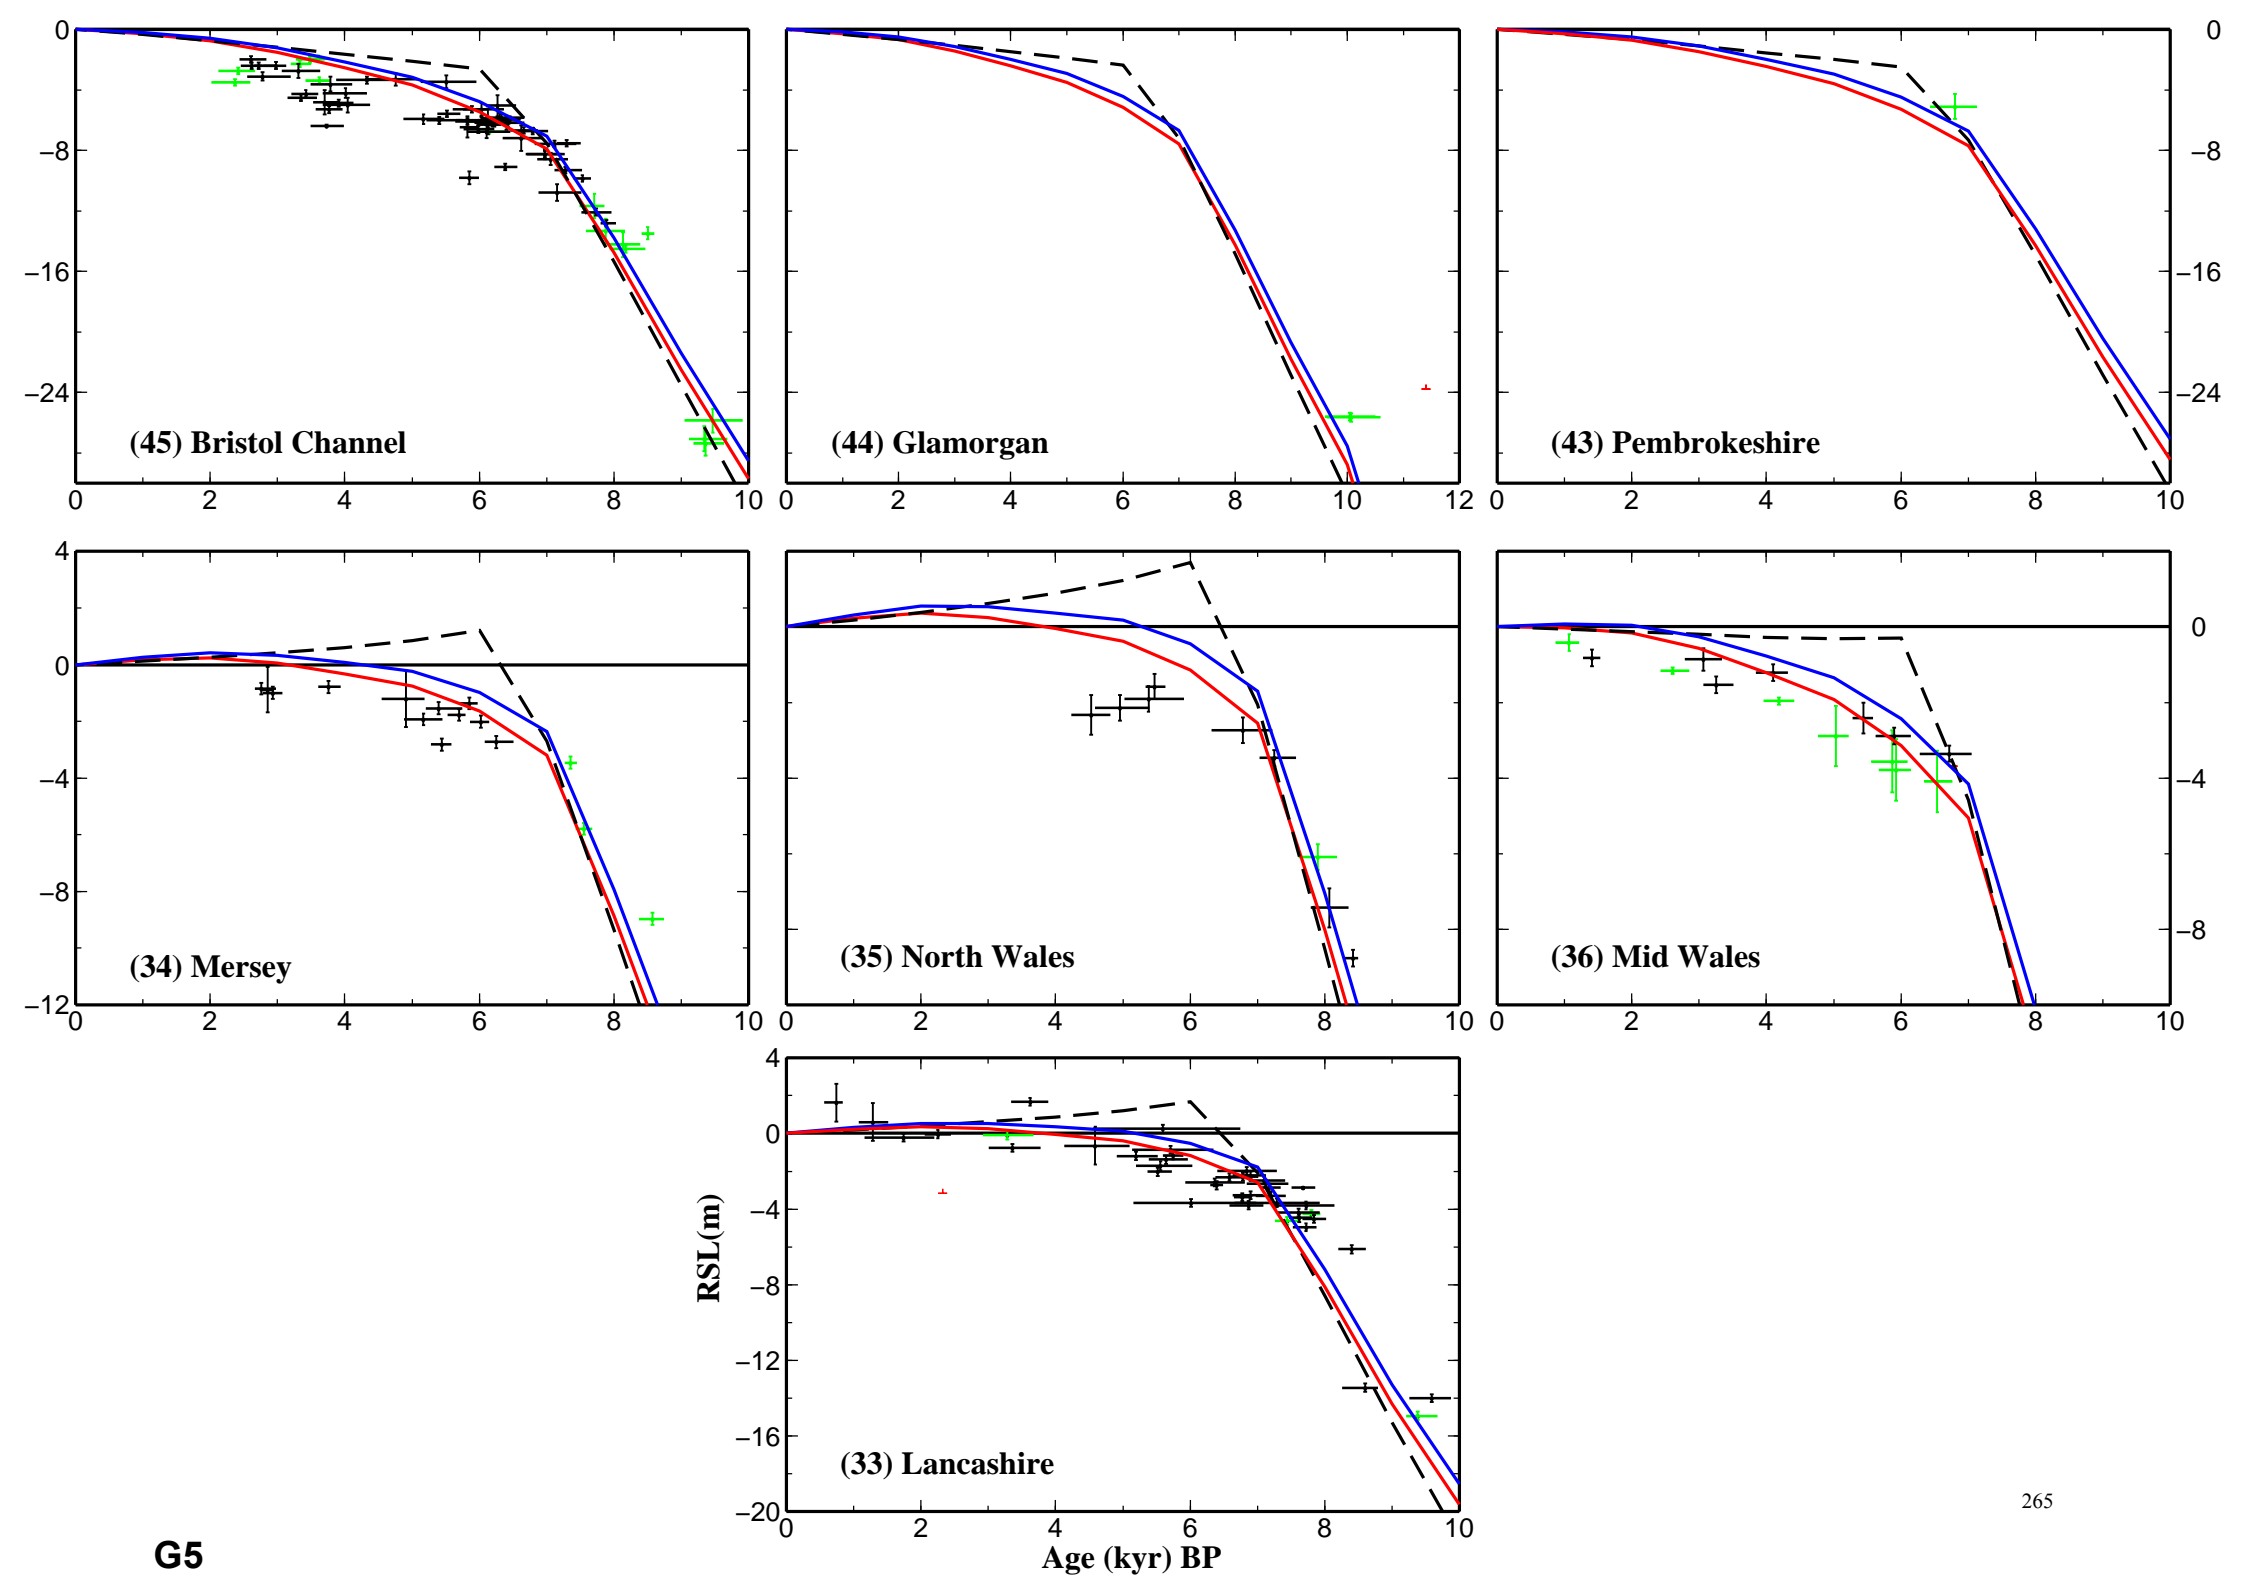 0 0
−8 −8
−16 −16
−24 −24
(45) Bristol Channel (44) Glamorgan (43) Pembrokeshire
0 2 4 6 8 10 0 2 4 6 8 10 12 0 2 4 6 8 10
4
0 0
−4 −4
−8 −8
(34) Mersey (35) North Wales (36) Mid Wales
−12
0 2 4 6 8 10 0 2 4 6 8 10 0 2 4 6 8 10
4
0
−4
RSL(m)
−8
−12
−16
(33) Lancashire
−20
0 2 4 6 8 10
Age (kyr) BP
265
G5